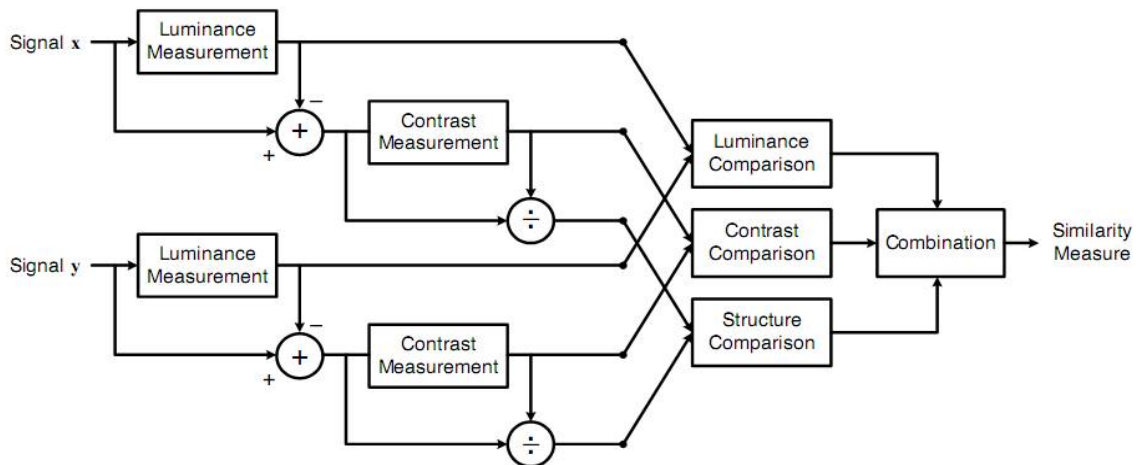 Signal x
Luminance
Measurement
−
+
+
Contrast
Measurement
÷
Signal y
Luminance
Measurement
−
+
+
Contrast
Measurement
÷
Luminance
Comparison
Contrast
Comparison
Structure
Comparison
Combination
Similarity
Measure